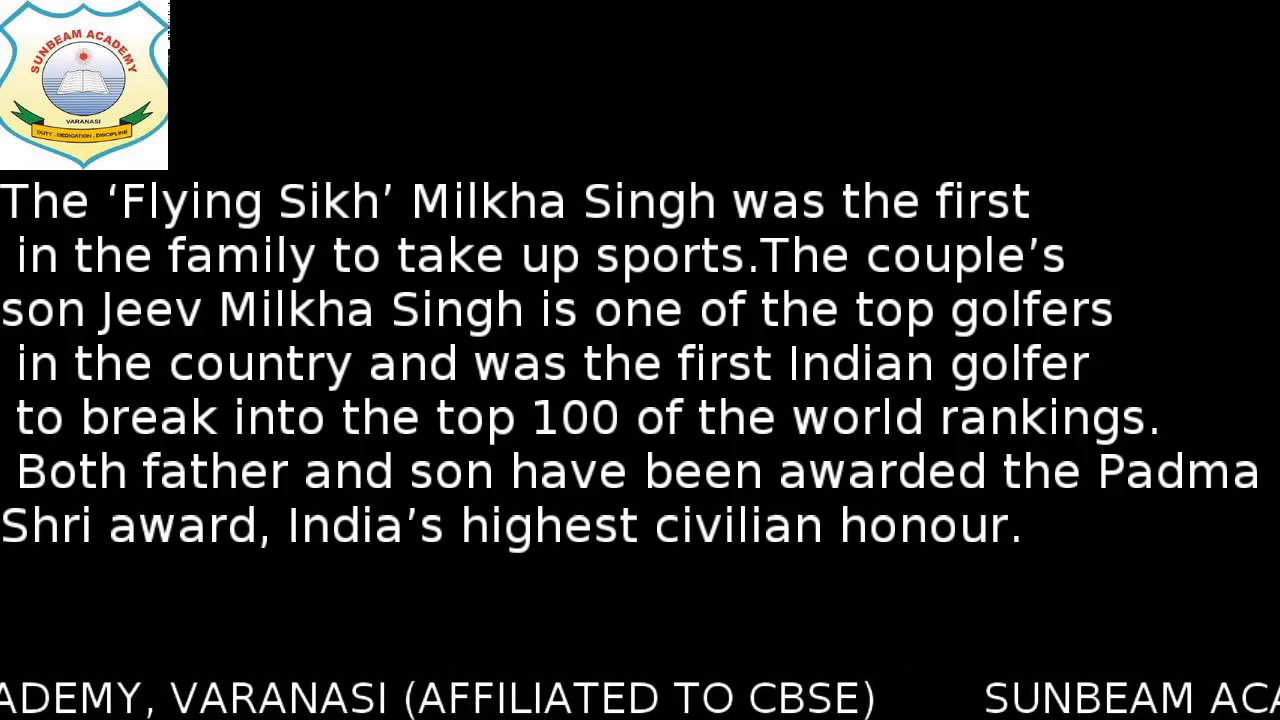 SUNBEAM ACADEMY
VARANASI
DUTY . DEDICATION . DISCIPLINE
The ‘Flying Sikh’ Milkha Singh was the first
in the family to take up sports.The couple’s
son Jeev Milkha Singh is one of the top golfers
in the country and was the first Indian golfer
to break into the top 100 of the world rankings.
Both father and son have been awarded the Padma
Shri award, India’s highest civilian honour.
ADEMY, VARANASI (AFFILIATED TO CBSE) SUNBEAM ACA